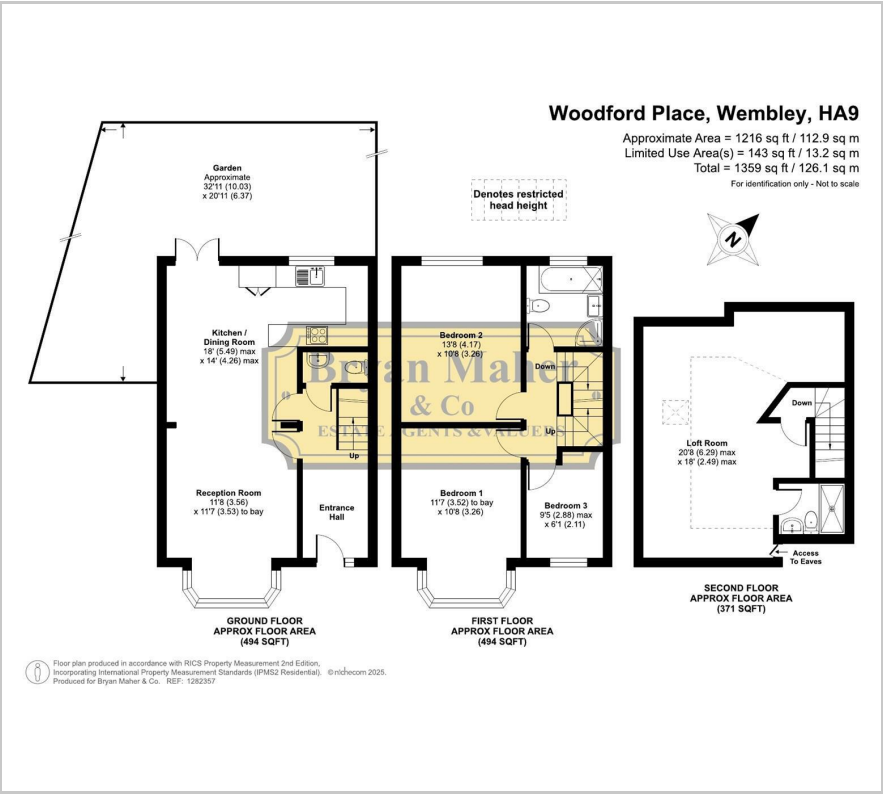 Woodford Place, Wembley, HA9
Approximate Area = 1216 sq ft / 112.9 sq m
Limited Use Area(s) = 143 sq ft / 13.2 sq m
Total = 1359 sq ft / 126.1 sq m
For identification only - Not to scale
Denotes restricted
head height
N
Garden
Approximate
32'11 (10.03)
x 20'11 (6.37)
Kitchen /
Dining Room
18' (5.49) max
x 14' (4.26) max
Up
Reception Room
11'8 (3.56)
x 11'7 (3.53) to bay
Entrance
Hall
GROUND FLOOR
APPROX FLOOR AREA
(494 SQFT)
Bedroom 2
13'8 (4.17)
x 10'8 (3.26)
Down
Up
Bedroom 1
11'7 (3.52) to bay
x 10'8 (3.26)
Bedroom 3
9'5 (2.88) max
x 6'1 (2.11)
FIRST FLOOR
APPROX FLOOR AREA
(494 SQFT)
Down
Loft Room
20'8 (6.29) max
x 18' (2.49) max
Access
To Eaves
SECOND FLOOR
APPROX FLOOR AREA
(371 SQFT)
Bryan Maher
& Co
ESTATE AGENTS & VALUERS
Floor plan produced in accordance with RICS Property Measurement 2nd Edition,
Incorporating International Property Measurement Standards (IPMS2 Residential). © nichecom 2025.
Produced for Bryan Maher & Co. REF: 1282357